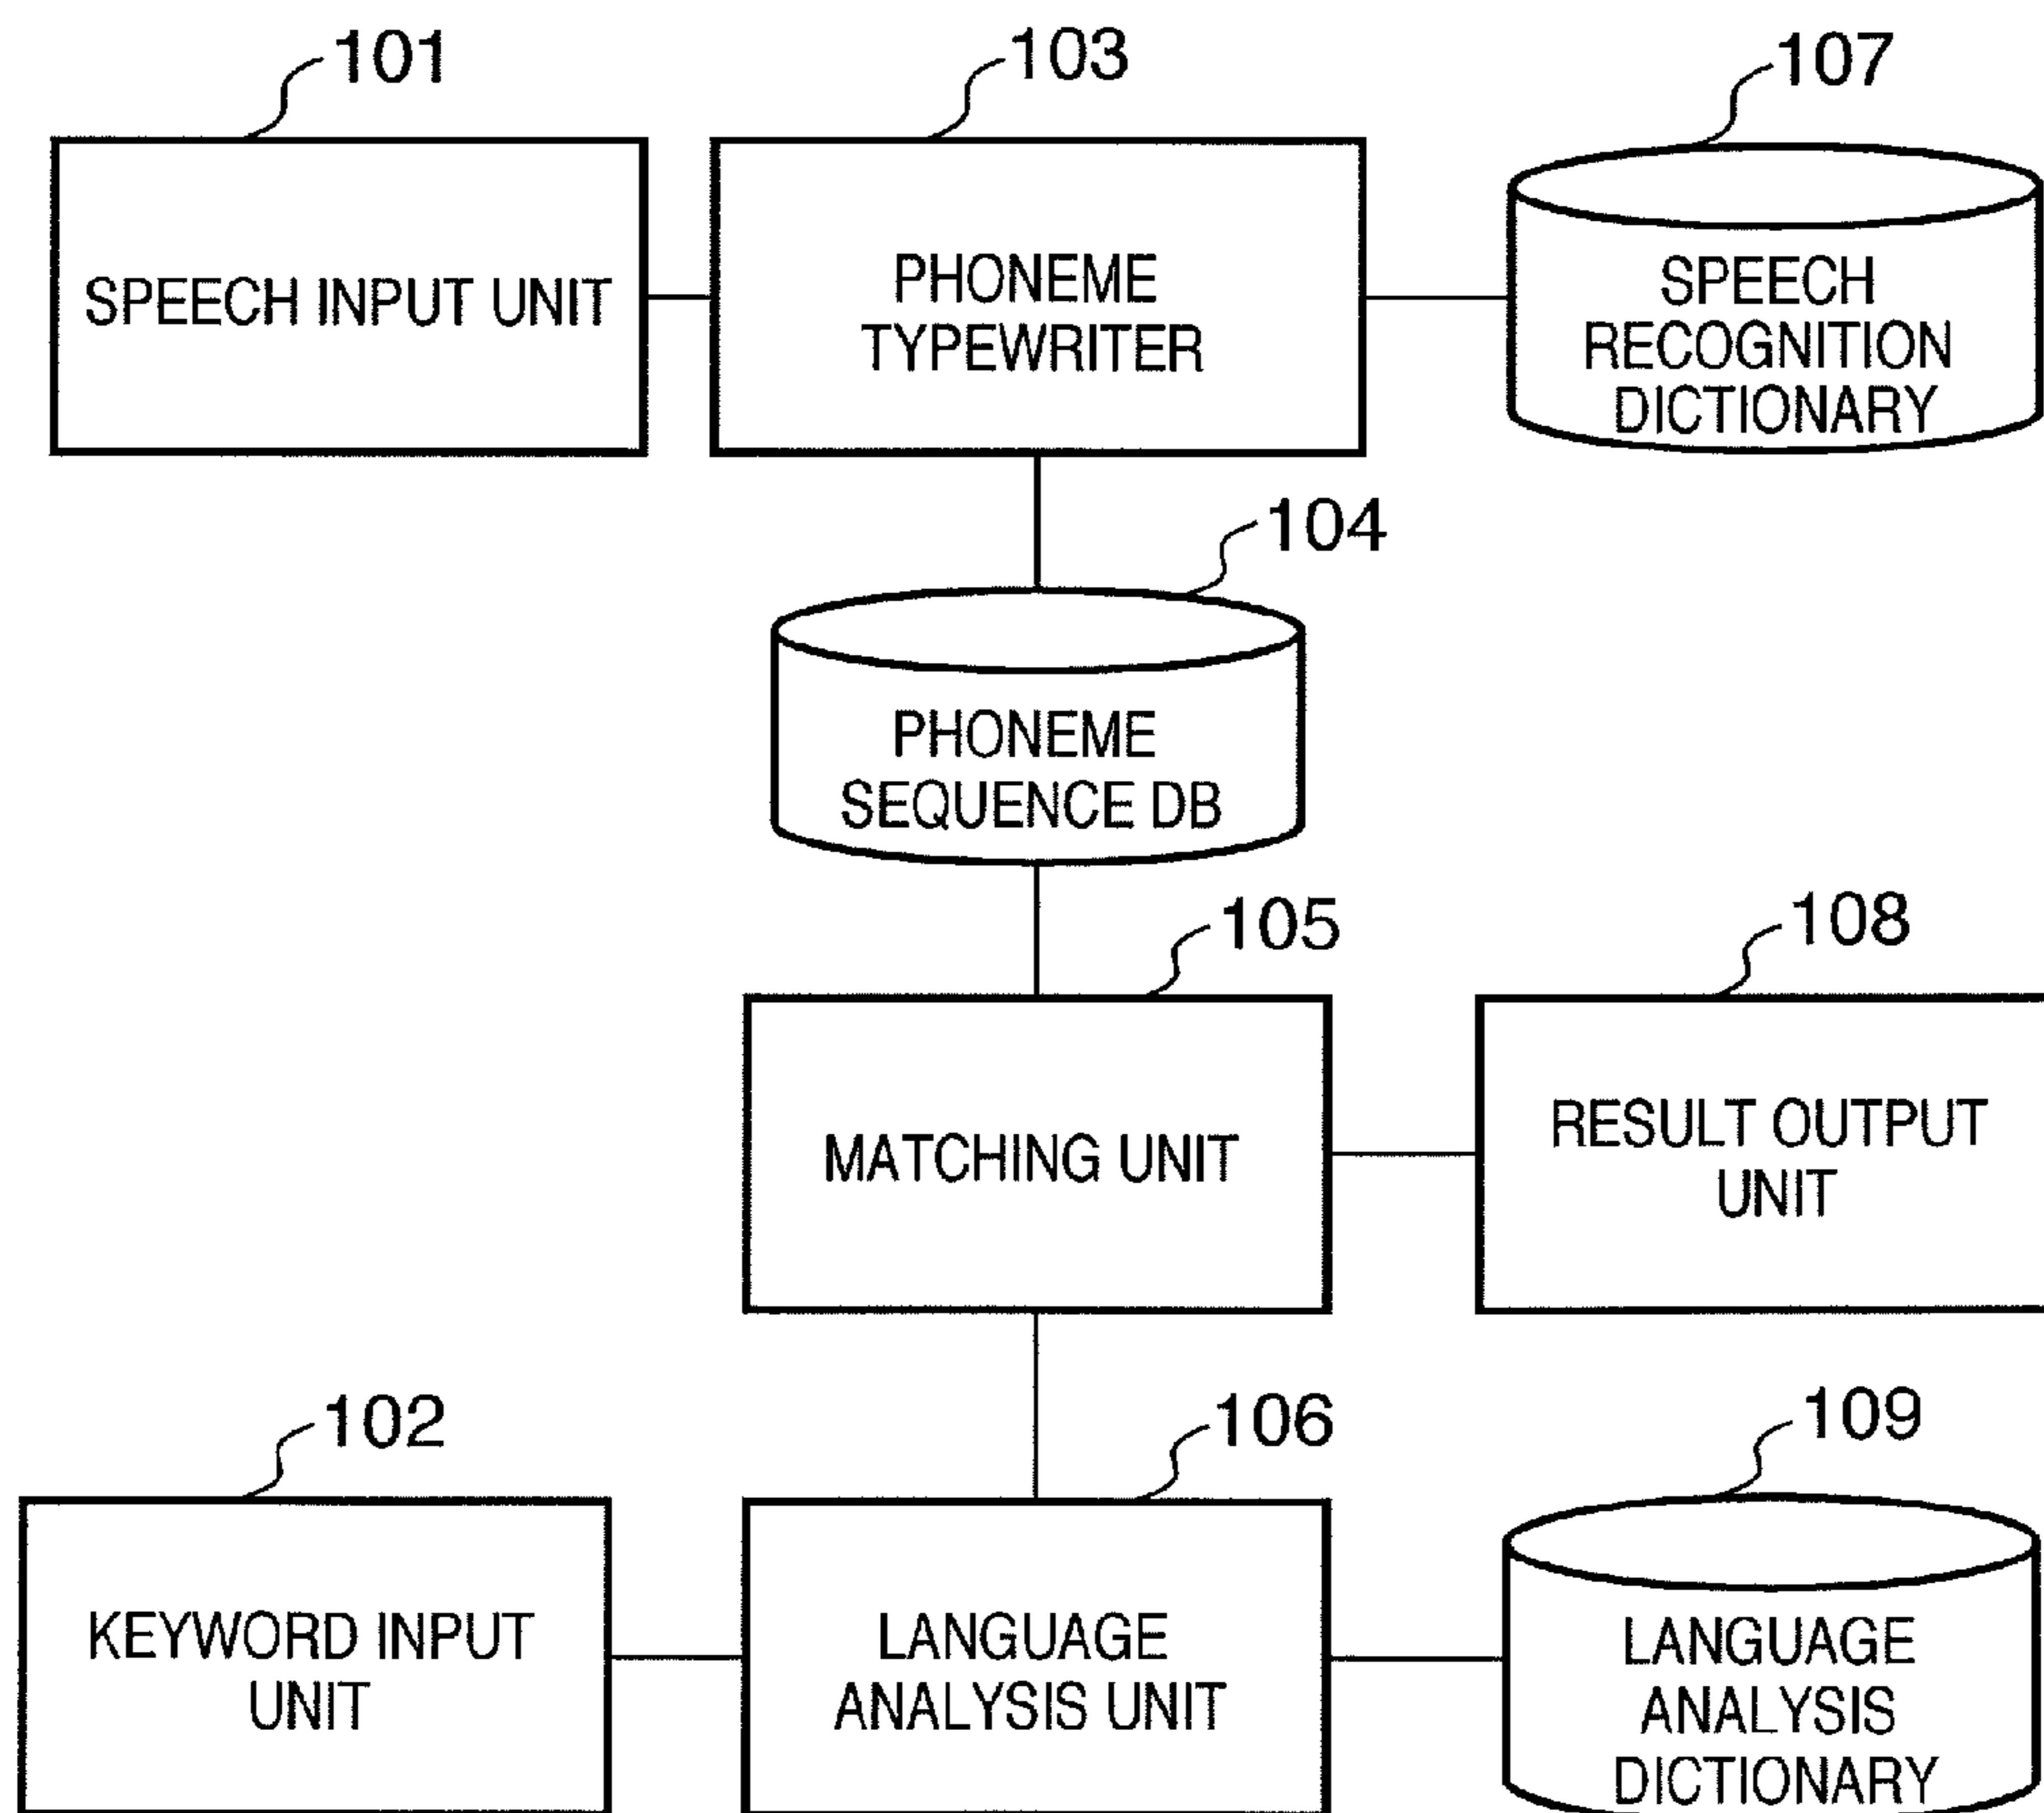 101
103
107
SPEECH INPUT UNIT
PHONEME
TYPEWRITER
SPEECH
RECOGNITION
DICTIONARY
104
PHONEME
SEQUENCE DB
105
108
MATCHING UNIT
RESULT OUTPUT
UNIT
102
106
109
KEYWORD INPUT
UNIT
LANGUAGE
ANALYSIS UNIT
LANGUAGE
ANALYSIS
DICTIONARY